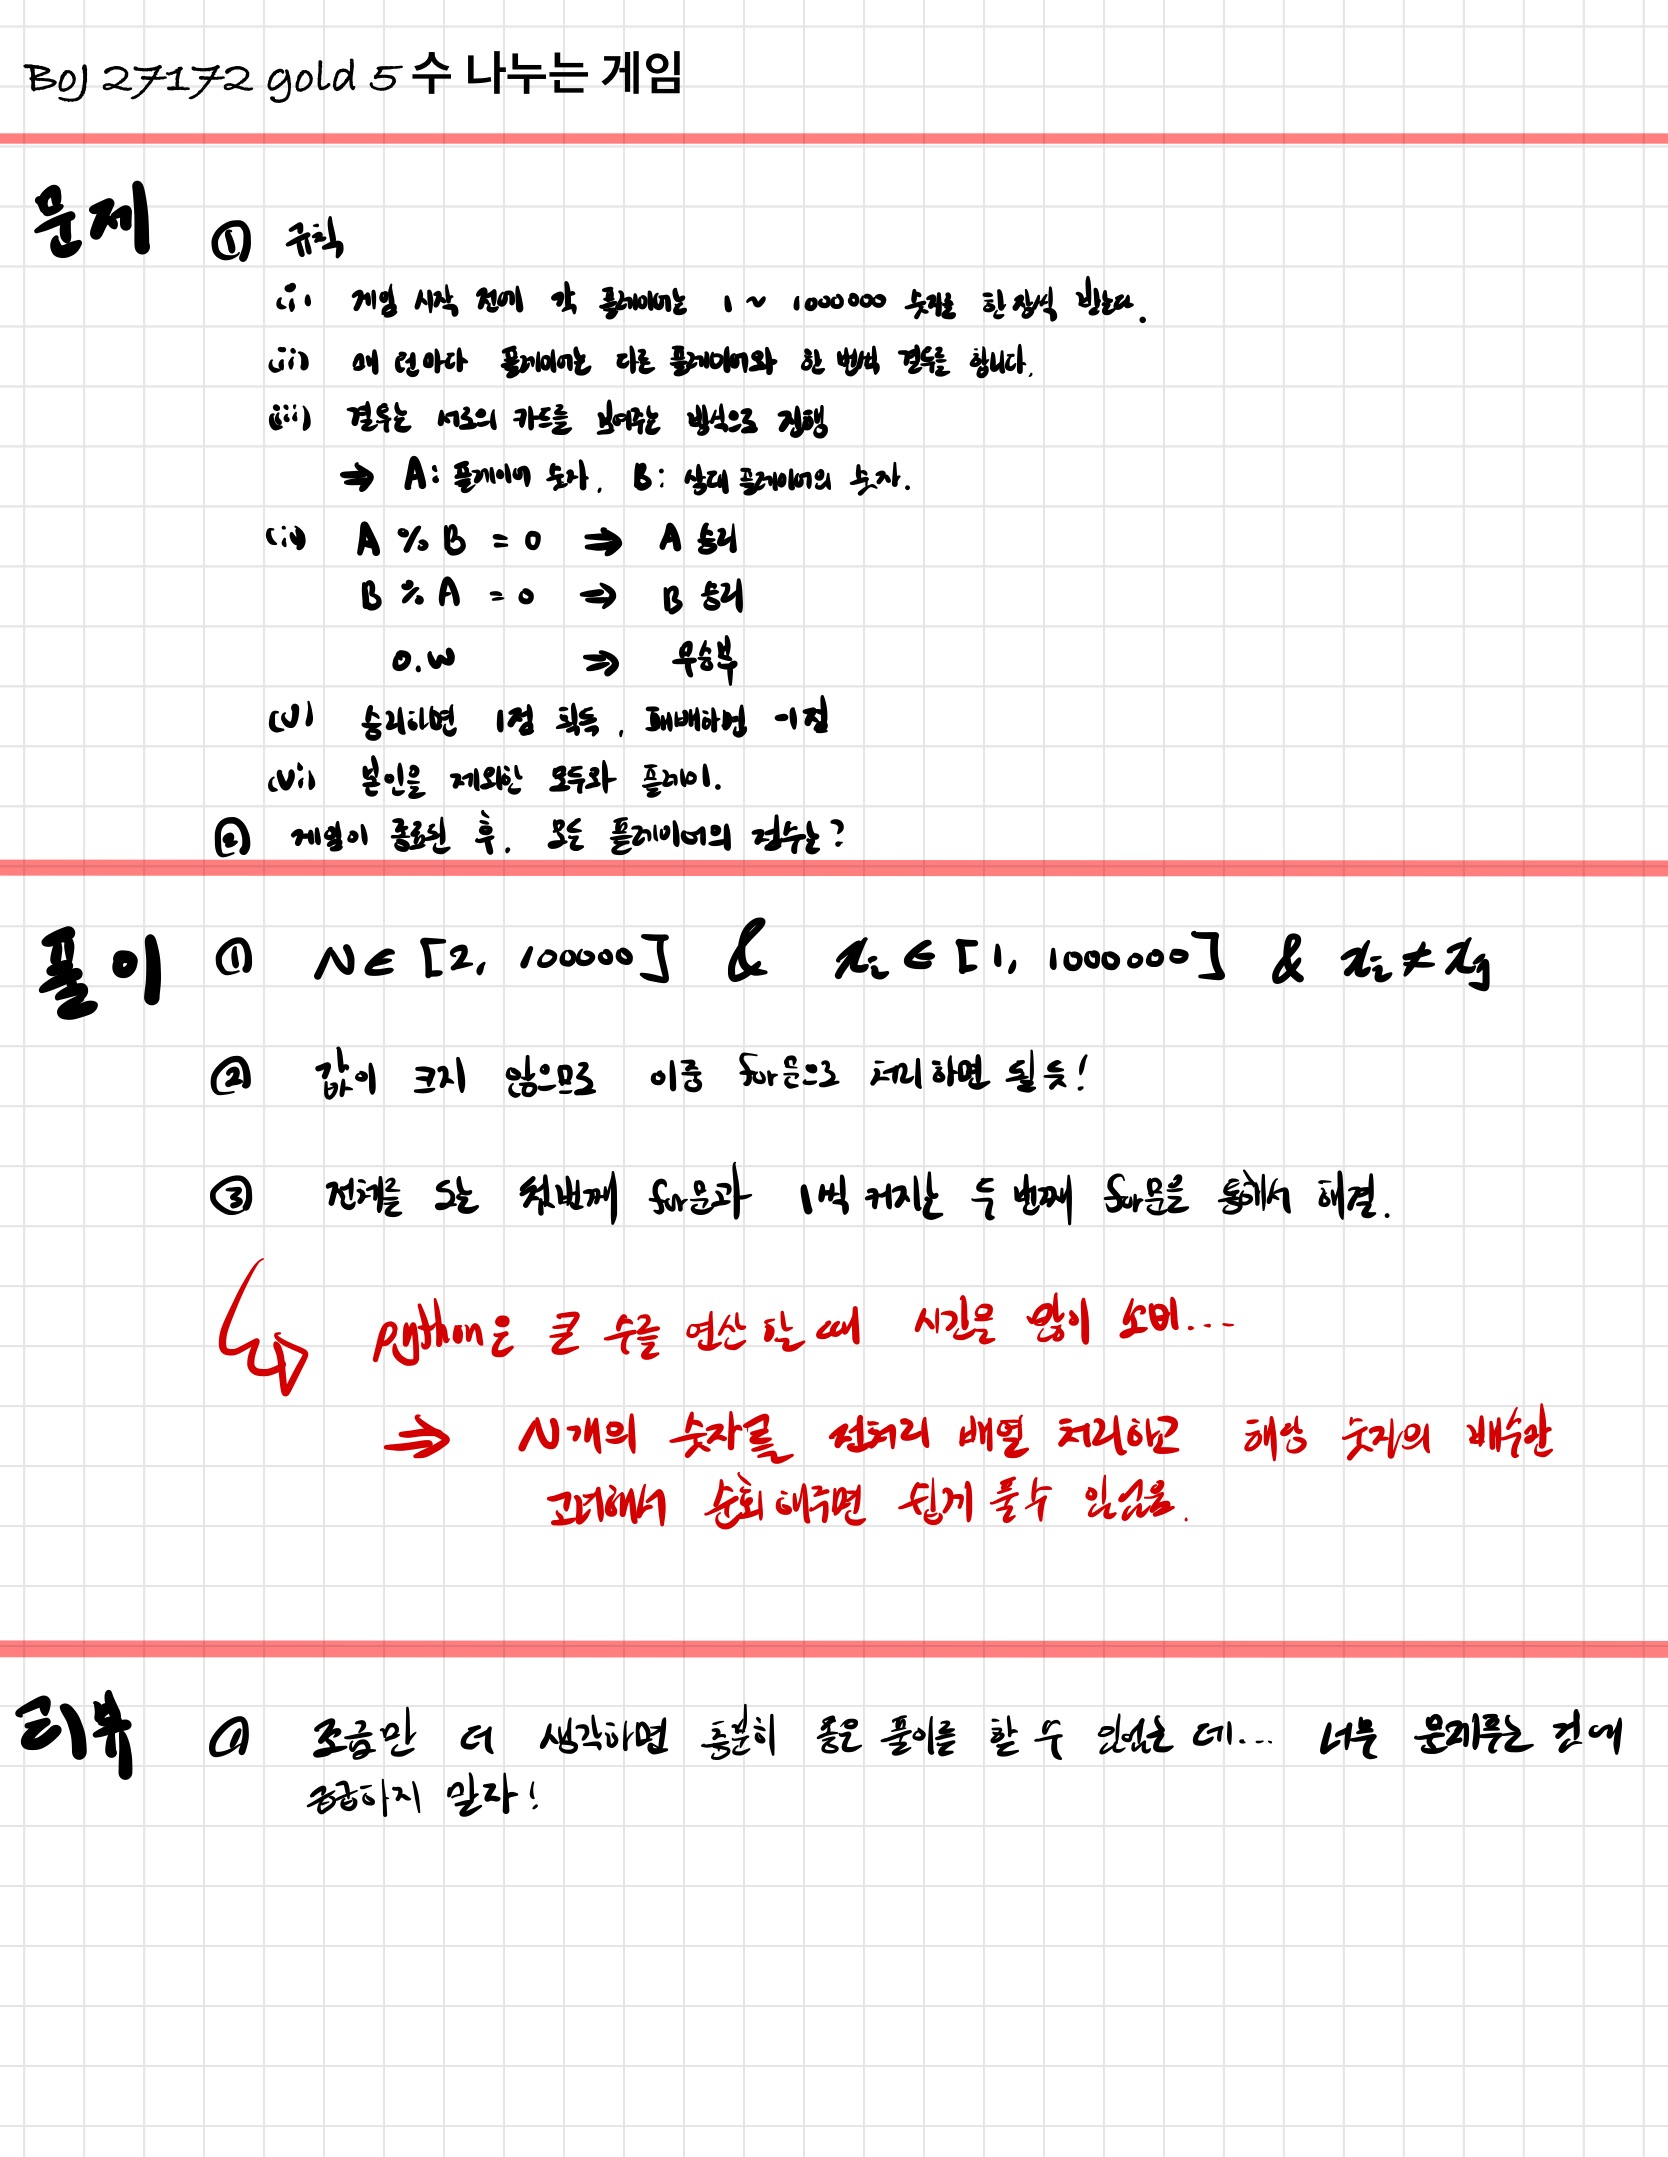 BOJ 27172 gold 5 수 나누는 게임
문제
① 규칙
(i) 게임 시작 전에 각 플레이어는 1 ~ 1000000 숫자를 한 장씩 받는다.
(ii) 매 턴마다 플레이어는 다른 플레이어와 한 번씩 결투를 합니다.
(iii) 결투는 서로의 카드를 보여주는 방식으로 진행
⇒ A: 플레이어 숫자, B: 상대 플레이어의 숫자.
(iv) A % B = 0 ⇒ A 승리
B % A = 0 ⇒ B 승리
O.W ⇒ 무승부
(v) 승리하면 1점 획득, 패배하면 -1점
(vi) 본인을 제외한 모두와 플레이.
② 게임이 종료된 후, 모든 플레이어의 점수는?
풀이
① N ∈ [2, 100000] & xᵢ ∈ [1, 1000000] & xᵢ ≠ xⱼ
② 값이 크지 않으므로 이중 for문으로 처리하면 될 듯!
③ 전체를 도는 첫번째 for문과 1씩 커지는 두 번째 for문을 통해서 해결.
python은 큰 수를 연산 할 때 시간을 많이 소비...
⇒ N개의 숫자를 전처리 배열 처리하고 해당 숫자의 배수만
고려해서 순회 해주면 쉽게 풀 수 있었음.
리뷰
① 조금만 더 생각하면 충분히 좋은 풀이를 할 수 있었는 데... 너무 문제푸는 것에
급급하지 말자!